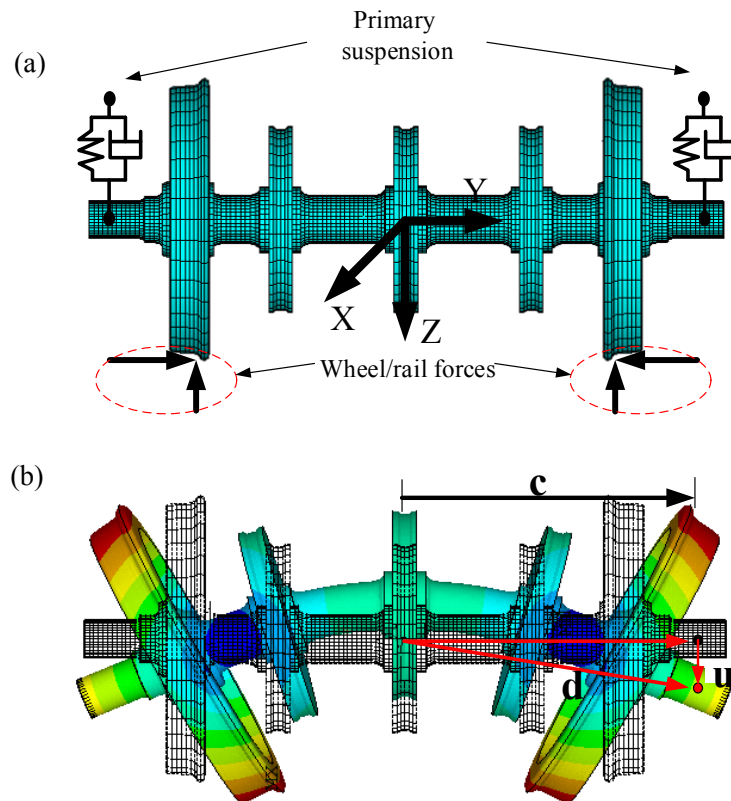 Primary
suspension
(a)
Y
X
Z
Wheel/rail forces
(b)
c
d
u